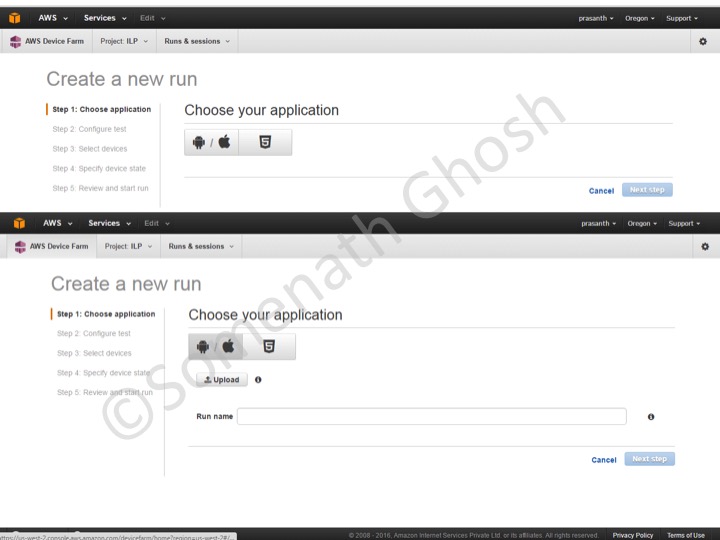 AWS Services Edit prasanth Oregon Support
AWS Device Farm Project: ILP Runs & sessions
Create a new run
Step 1: Choose application
Step 2: Configure test
Step 3: Select devices
Step 4: Specify device state
Step 5: Review and start run
Choose your application
/
Cancel Next step
AWS Services Edit prasanth Oregon Support
AWS Device Farm Project: ILP Runs & sessions
Create a new run
Step 1: Choose application
Step 2: Configure test
Step 3: Select devices
Step 4: Specify device state
Step 5: Review and start run
Choose your application
/
Upload
Run name
Cancel Next step
©Somenath Ghosh
https://us-west-2.console.aws.amazon.com/devicefarm/home?region=us-west-2#/...
© 2008 - 2016, Amazon Internet Services Private Ltd. or its affiliates. All rights reserved. Privacy Policy Terms of Use